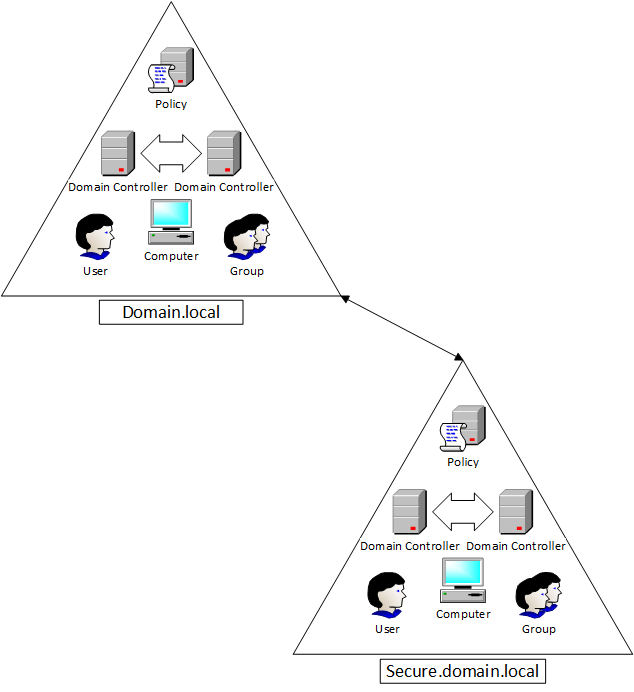 Policy
Domain Controller Domain Controller
User Computer Group
Domain.local
Policy
Domain Controller Domain Controller
User Computer Group
Secure.domain.local